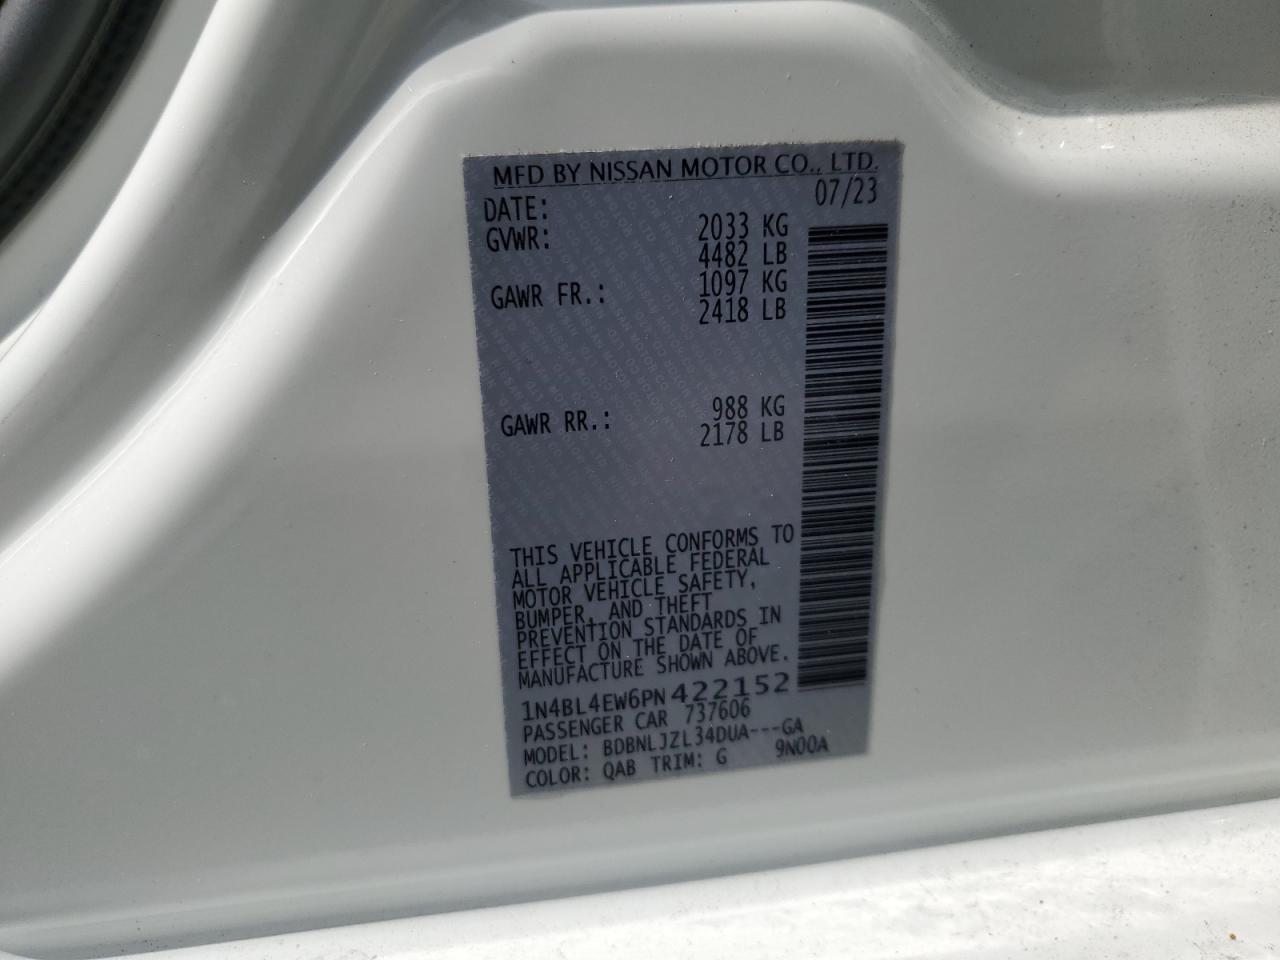 MFD BY NISSAN MOTOR CO., LTD.
DATE: 07/23
GVWR: 2033 KG
4482 LB
GAWR FR.: 1097 KG
2418 LB
GAWR RR.: 988 KG
2178 LB
THIS VEHICLE CONFORMS TO
ALL APPLICABLE FEDERAL
MOTOR VEHICLE SAFETY,
BUMPER, AND THEFT
PREVENTION STANDARDS IN
EFFECT ON THE DATE OF
MANUFACTURE SHOWN ABOVE.
1N4BL4EW6PN422152
PASSENGER CAR 737606
MODEL: BDBNLJZL34DUA---GA
COLOR: QAB TRIM: G 9N00A